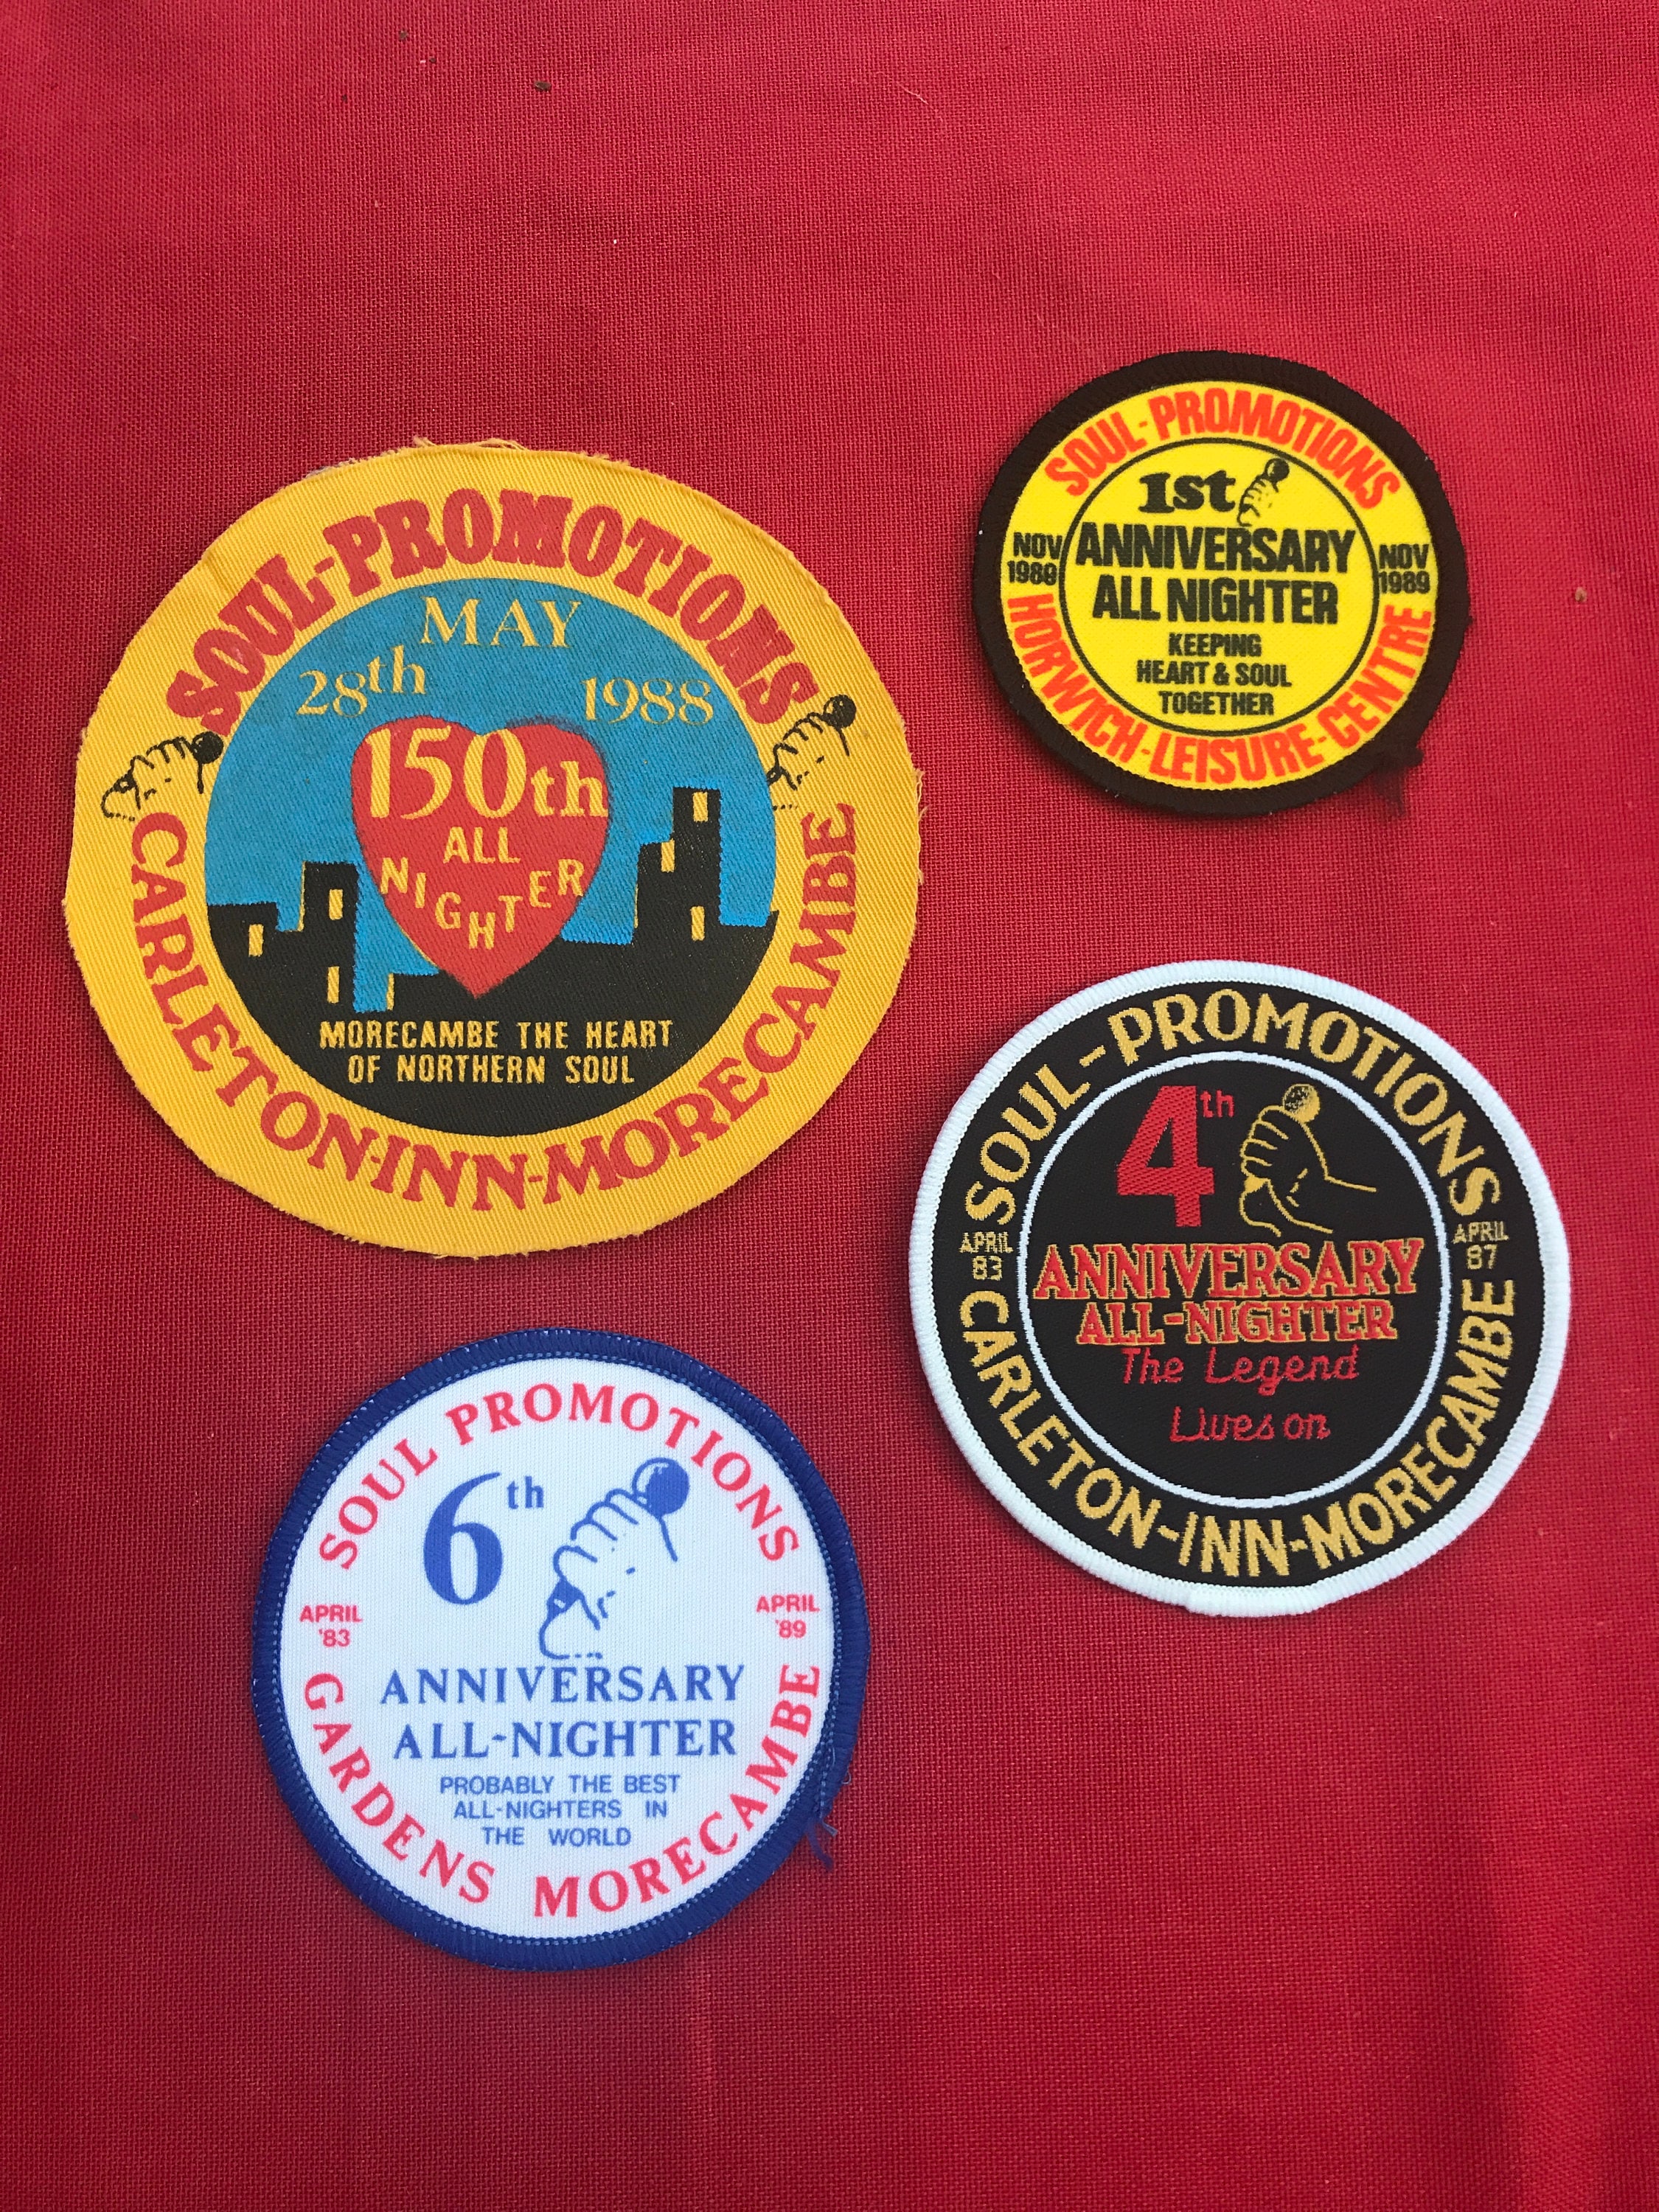 SOUL-PROMOTIONS
MAY
28th 1988
150th
ALL
NIGHTER
MORECAMBE THE HEART
OF NORTHERN SOUL
CARLETON-INN-MORECAMBE
SOUL-PROMOTIONS
1st
ANNIVERSARY
ALL NIGHTER
KEEPING
HEART & SOUL
TOGETHER
NOV
1988
NOV
1989
HORWICH-LEISURE-CENTRE
SOUL-PROMOTIONS
4th
ANNIVERSARY
ALL-NIGHTER
The Legend
Lives on
APRIL
83
APRIL
87
CARLETON-INN-MORECAMBE
SOUL PROMOTIONS
6th
ANNIVERSARY
ALL-NIGHTER
PROBABLY THE BEST
ALL-NIGHTERS IN
THE WORLD
APRIL
'83
APRIL
'89
GARDENS MORECAMBE